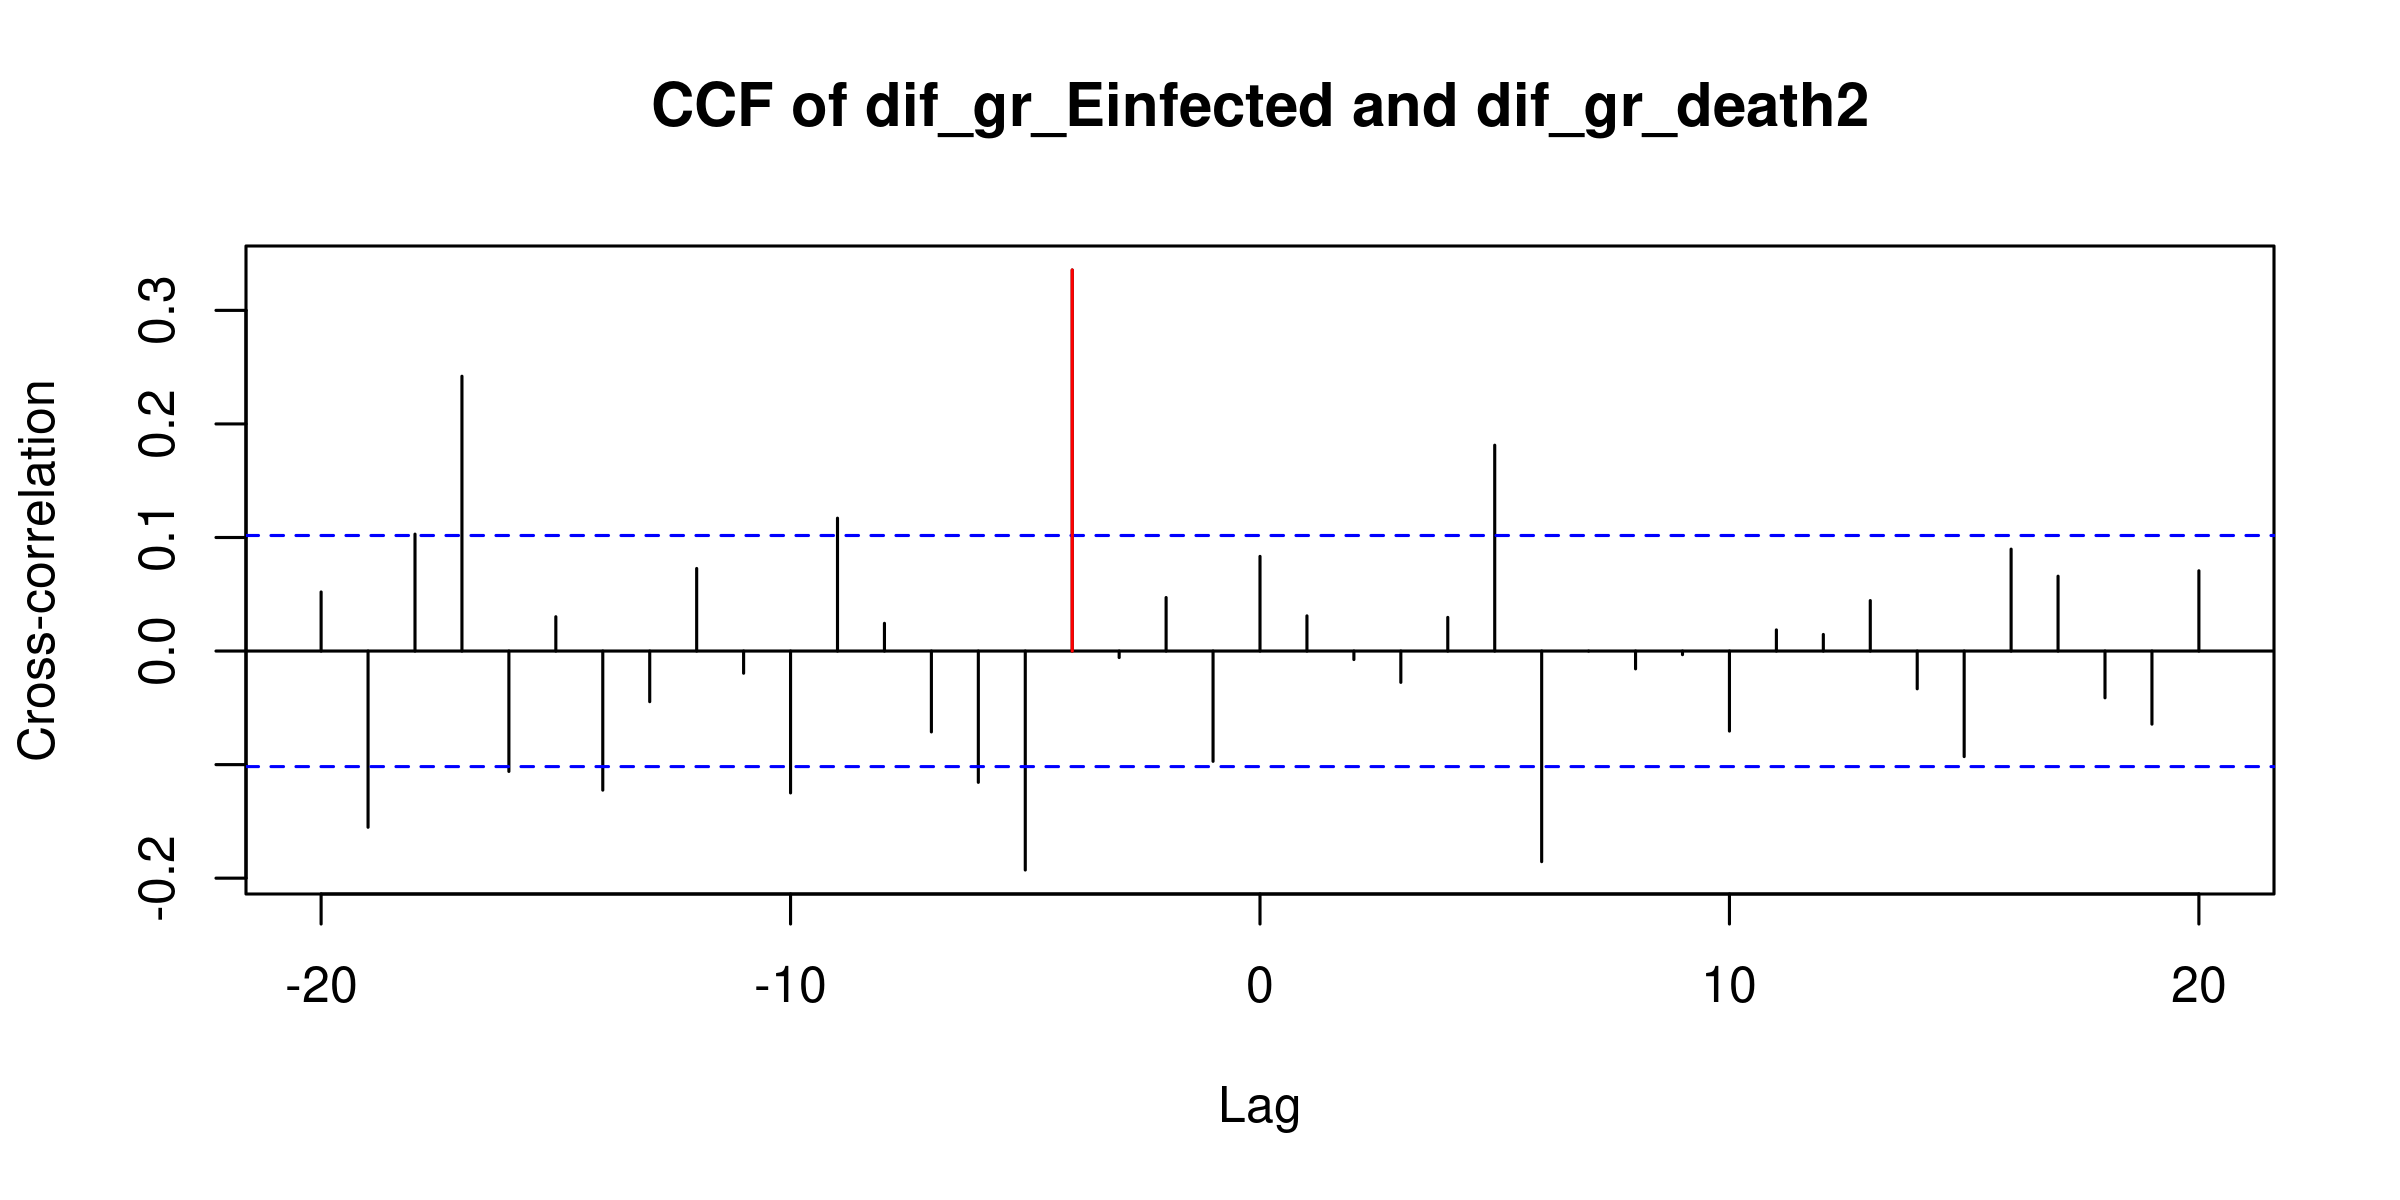 CCF of dif_gr_Einfected and dif_gr_death2
Cross-correlation
0.3
0.2
0.1
0.0
-0.2
-20 -10 0 10 20
Lag